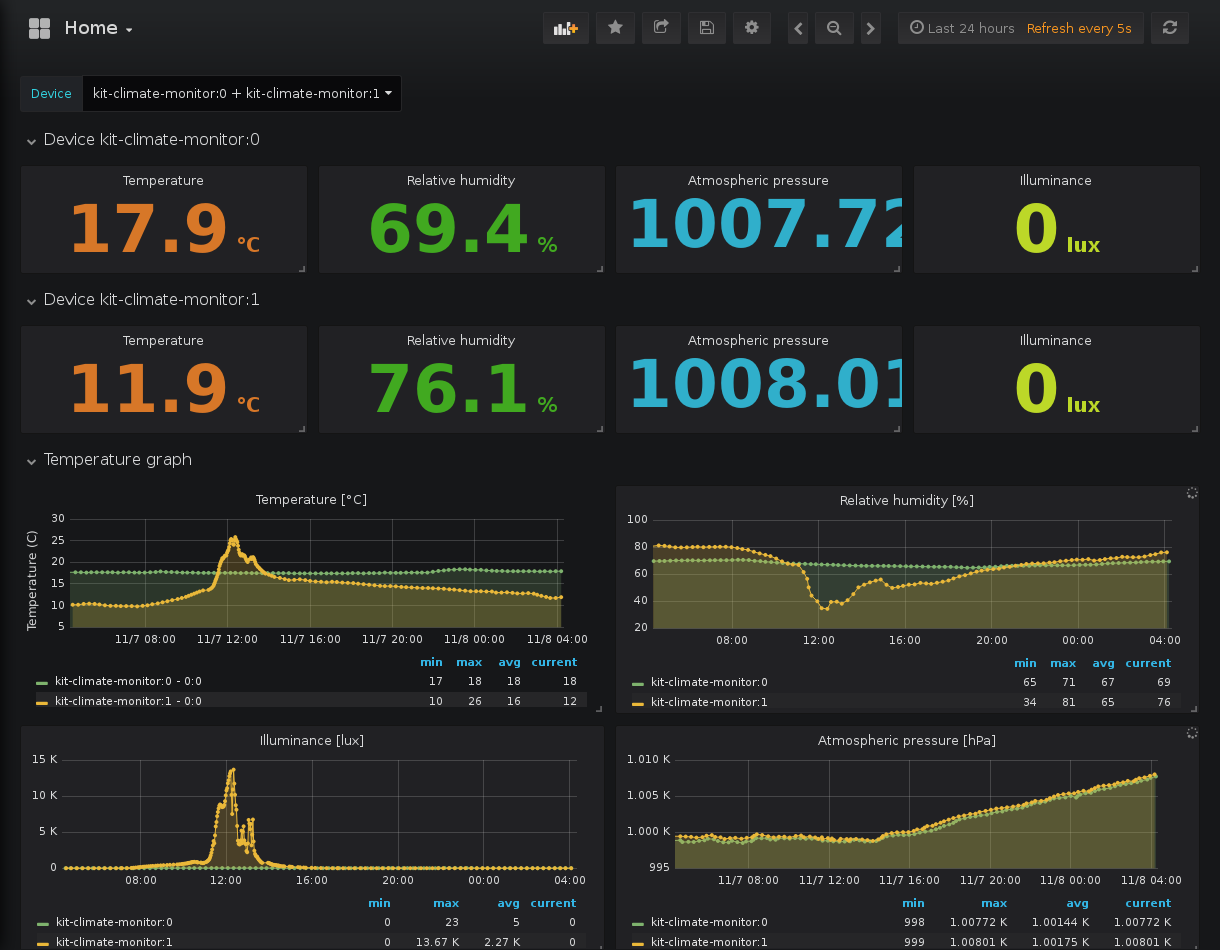 Home
Last 24 hours Refresh every 5s
Device kit-climate-monitor:0 + kit-climate-monitor:1
Device kit-climate-monitor:0
Temperature Relative humidity Atmospheric pressure Illuminance
17.9 °C 69.4 % 1007.72 0 lux
Device kit-climate-monitor:1
Temperature Relative humidity Atmospheric pressure Illuminance
11.9 °C 76.1 % 1008.01 0 lux
Temperature graph
Temperature [°C]
Temperature (C)
30
25
20
15
10
5
11/7 08:00 11/7 12:00 11/7 16:00 11/7 20:00 11/8 00:00 11/8 04:00
min max avg current
kit-climate-monitor:0 - 0:0 17 18 18 18
kit-climate-monitor:1 - 0:0 10 26 16 12
Relative humidity [%]
100
80
60
40
20
08:00 12:00 16:00 20:00 00:00 04:00
min max avg current
kit-climate-monitor:0 65 71 67 69
kit-climate-monitor:1 34 81 65 76
Illuminance [lux]
15 K
10 K
5 K
0
08:00 12:00 16:00 20:00 00:00 04:00
min max avg current
kit-climate-monitor:0 0 23 5 0
kit-climate-monitor:1 0 13.67 K 2.27 K 0
Atmospheric pressure [hPa]
1.010 K
1.005 K
1.000 K
995
11/7 08:00 11/7 12:00 11/7 16:00 11/7 20:00 11/8 00:00 11/8 04:00
min max avg current
kit-climate-monitor:0 998 1.00772 K 1.00144 K 1.00772 K
kit-climate-monitor:1 999 1.00801 K 1.00175 K 1.00801 K